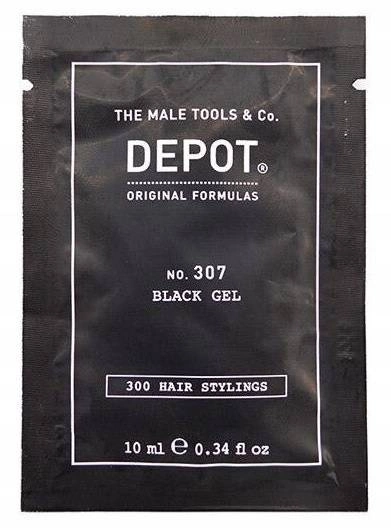 THE MALE TOOLS & Co.
DEPOT®
ORIGINAL FORMULAS
NO. 307
BLACK GEL
300 HAIR STYLINGS
10 ml ℮ 0.34 fl oz